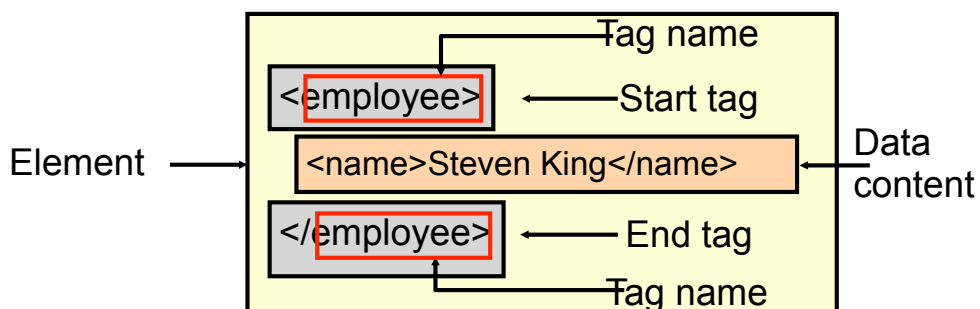 Tag name
<employee>
Start tag
Element
<name>Steven King</name>
Data
content
</employee>
End tag
Tag name